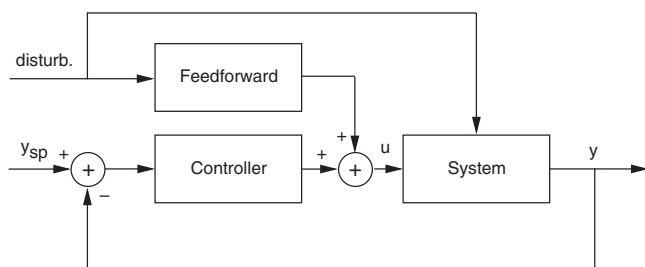 disturb.
Feedforward
+
y_sp
+
+
−
Controller
+
+
u
System
y